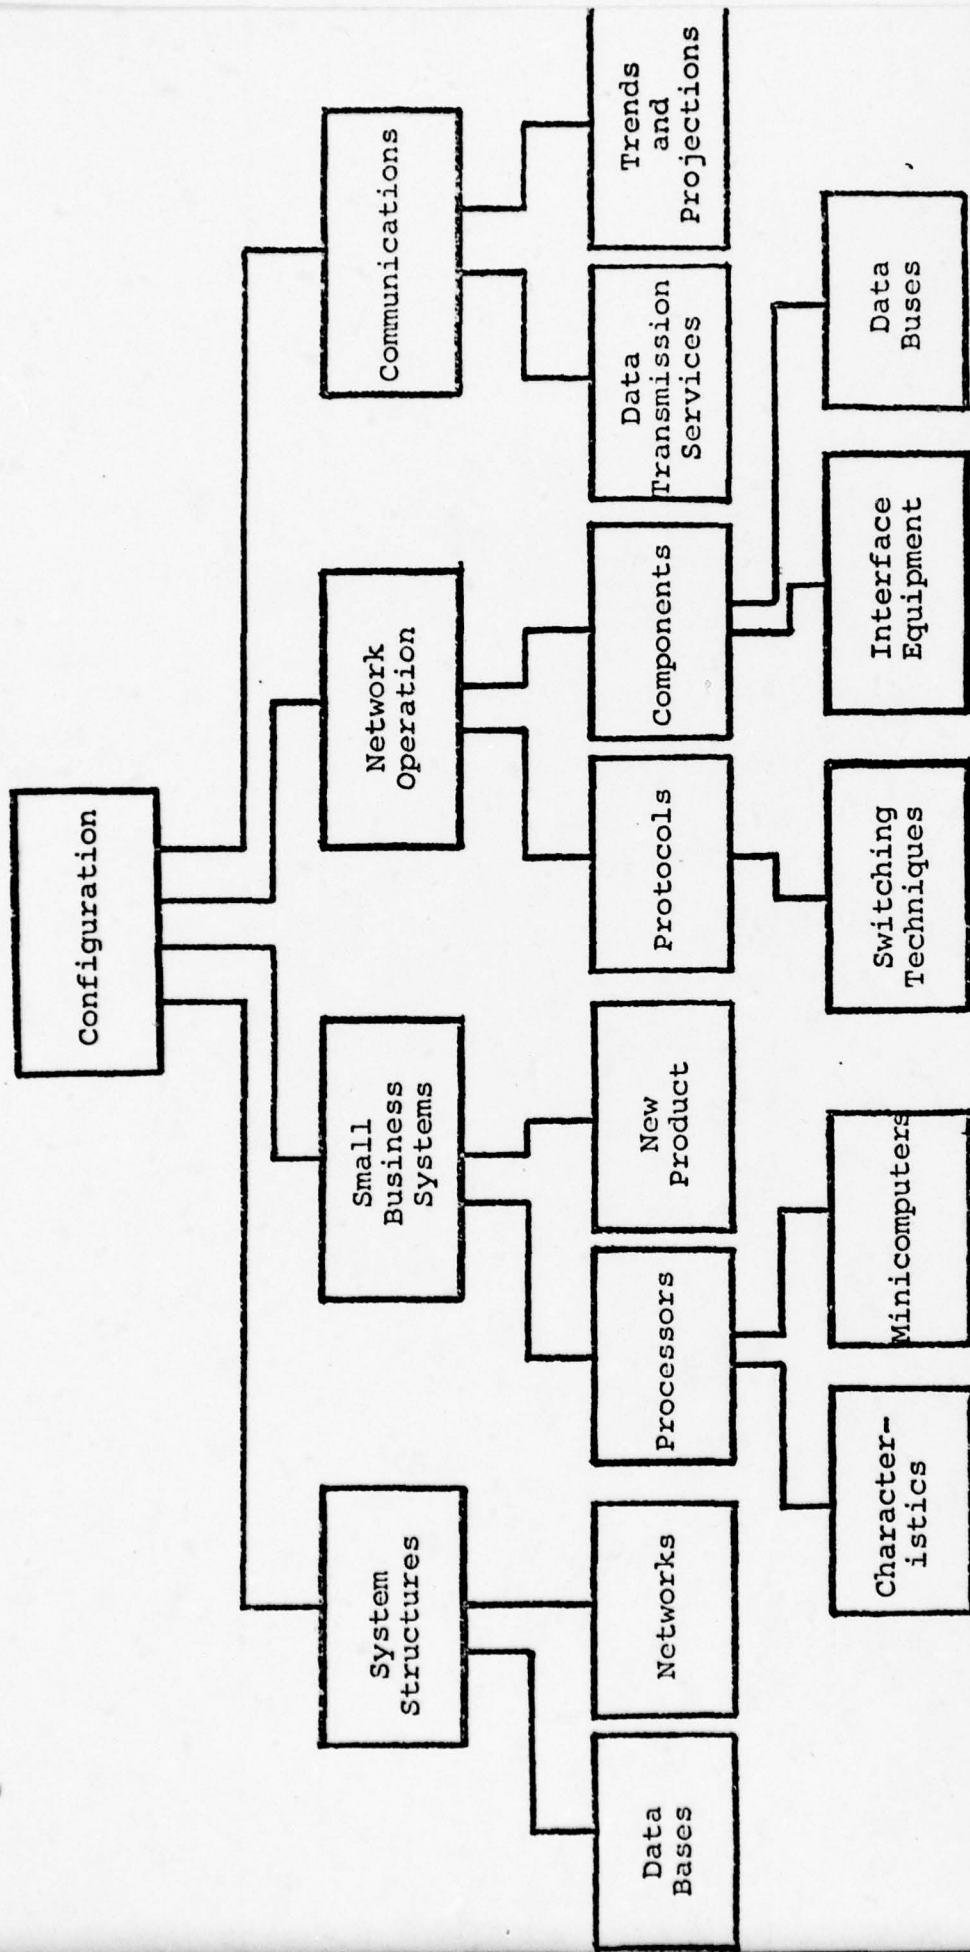 Configuration
System
Structures
Small
Business
Systems
Network
Operation
Communications
Data
Bases
Networks
Processors
New
Product
Protocols
Components
Data
Transmission
Services
Trends
and
Projections
Character-
istics
Minicomputers
Switching
Techniques
Interface
Equipment
Data
Buses